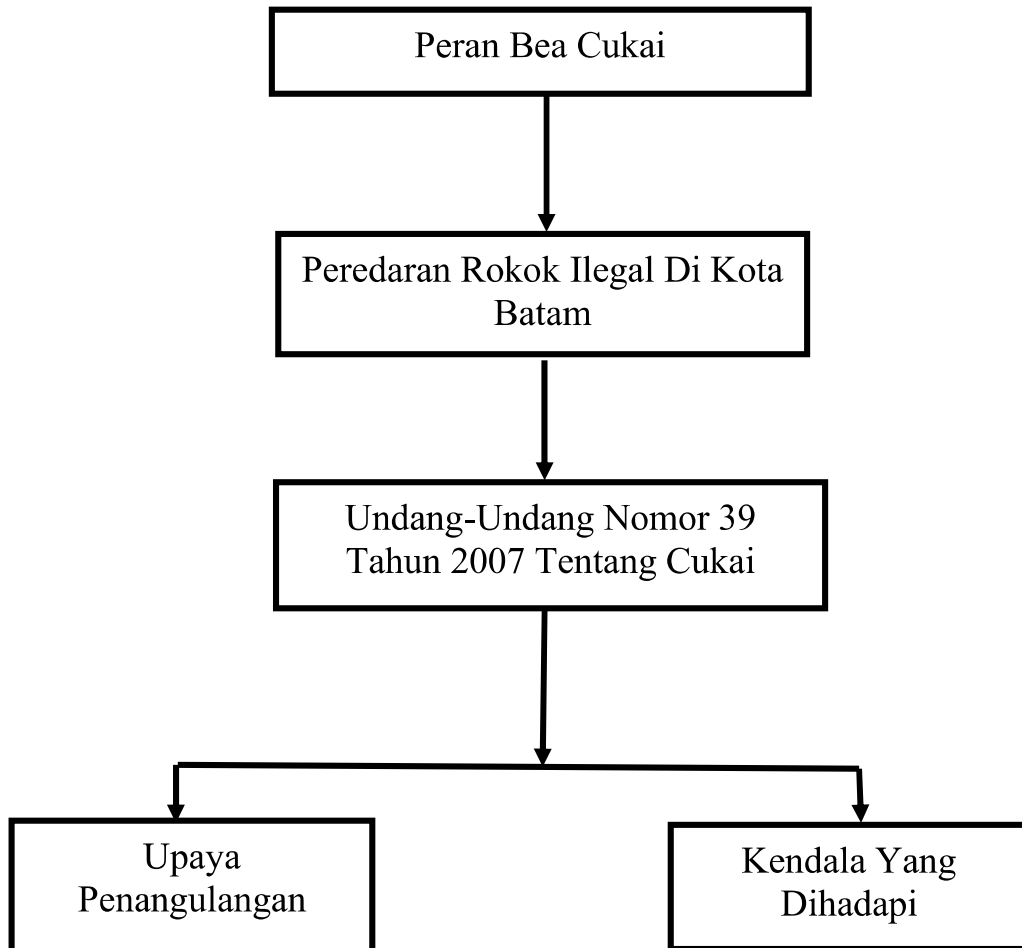 Peran Bea Cukai
Peredaran Rokok Ilegal Di Kota
Batam
Undang-Undang Nomor 39
Tahun 2007 Tentang Cukai
Upaya
Penangulangan
Kendala Yang
Dihadapi